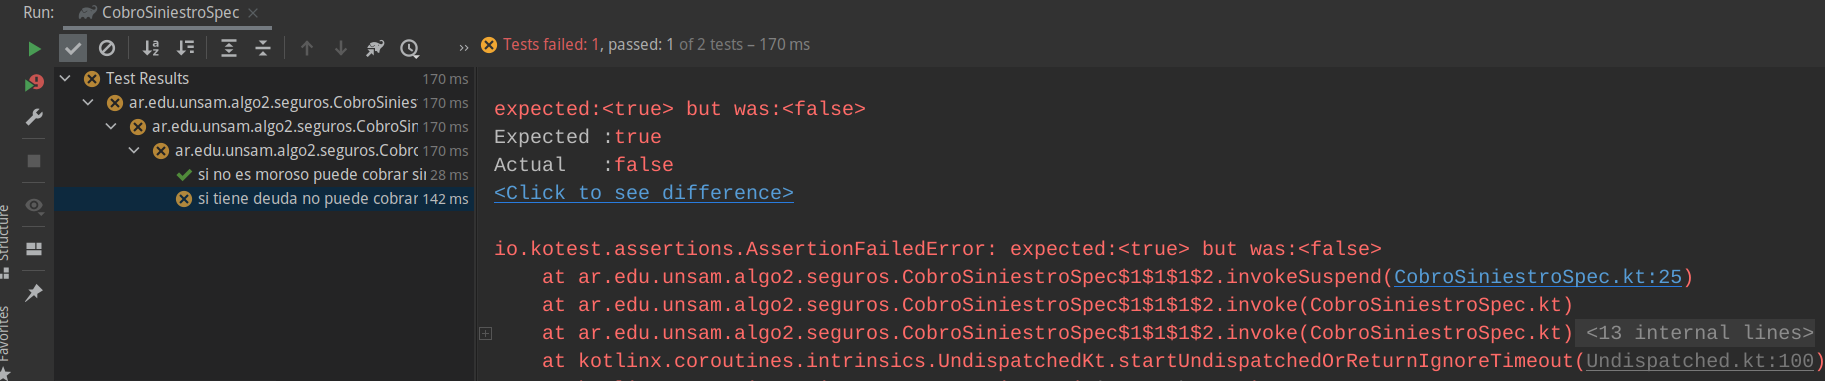 Run: CobroSiniestroSpec
Tests failed: 1, passed: 1 of 2 tests – 170 ms
Test Results 170 ms
ar.edu.unsam.algo2.seguros.CobroSinies 170 ms
ar.edu.unsam.algo2.seguros.CobroSin 170 ms
ar.edu.unsam.algo2.seguros.Cobro 170 ms
si no es moroso puede cobrar sin 28 ms
si tiene deuda no puede cobrar 142 ms
Structure
Favorites
expected:<true> but was:<false>
Expected :true
Actual   :false
<Click to see difference>
io.kotest.assertions.AssertionFailedError: expected:<true> but was:<false>
at ar.edu.unsam.algo2.seguros.CobroSiniestroSpec$1$1$1$2.invokeSuspend(CobroSiniestroSpec.kt:25)
at ar.edu.unsam.algo2.seguros.CobroSiniestroSpec$1$1$1$2.invoke(CobroSiniestroSpec.kt)
at ar.edu.unsam.algo2.seguros.CobroSiniestroSpec$1$1$1$2.invoke(CobroSiniestroSpec.kt) <13 internal lines>
at kotlinx.coroutines.intrinsics.UndispatchedKt.startUndispatchedOrReturnIgnoreTimeout(Undispatched.kt:100)